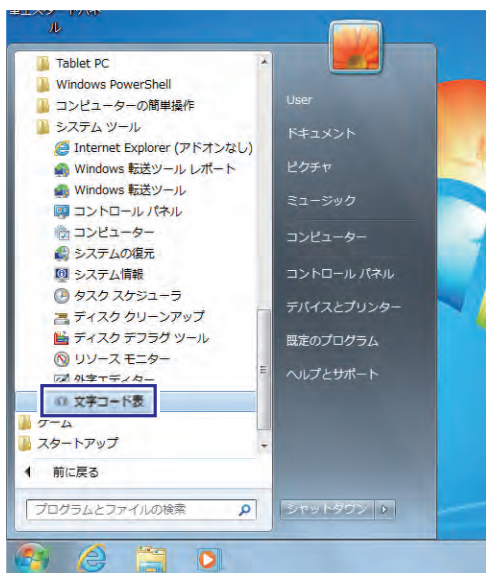 ル
Tablet PC
Windows PowerShell
コンピューターの簡単操作
システム ツール
Internet Explorer (アドオンなし)
Windows 転送ツール レポート
Windows 転送ツール
コントロール パネル
コンピューター
システムの復元
システム情報
タスク スケジューラ
ディスク クリーンアップ
ディスク デフラグ ツール
リソース モニター
外字エディター
文字コード表
ゲーム
スタートアップ
前に戻る
プログラムとファイルの検索
User
ドキュメント
ピクチャ
ミュージック
コンピューター
コントロール パネル
デバイスとプリンター
既定のプログラム
ヘルプとサポート
シャットダウン